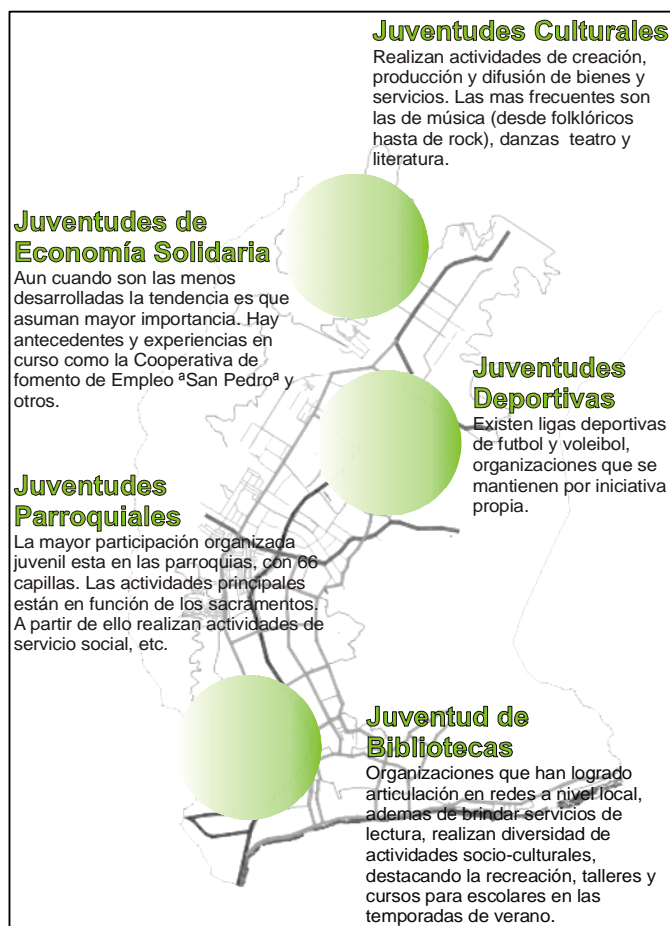 Juventudes Culturales
Realizan actividades de creación,
producción y difusión de bienes y
servicios. Las mas frecuentes son
las de música (desde folklóricos
hasta de rock), danzas teatro y
literatura.
Juventudes de
Economía Solidaria
Aun cuando son las menos
desarrolladas la tendencia es que
asuman mayor importancia. Hay
antecedentes y experiencias en
curso como la Cooperativa de
fomento de Empleo ªSan Pedroª y
otros.
Juventudes
Deportivas
Existen ligas deportivas
de futbol y voleibol,
organizaciones que se
mantienen por iniciativa
propia.
Juventudes
Parroquiales
La mayor participación organizada
juvenil esta en las parroquias, con 66
capillas. Las actividades principales
están en función de los sacramentos.
A partir de ello realizan actividades de
servicio social, etc.
Juventud de
Bibliotecas
Organizaciones que han logrado
articulación en redes a nivel local,
ademas de brindar servicios de
lectura, realizan diversidad de
actividades socio-culturales,
destacando la recreación, talleres y
cursos para escolares en las
temporadas de verano.